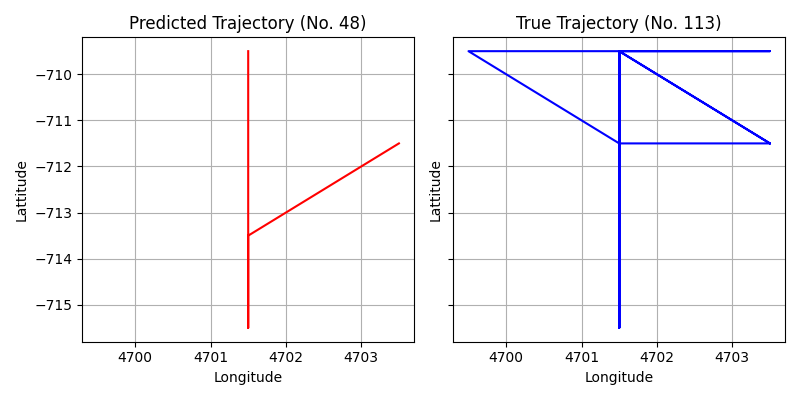 Predicted Trajectory (No. 48)
True Trajectory (No. 113)
−710
−711
−712
−713
−714
−715
Lattitude
Lattitude
4700 4701 4702 4703
4700 4701 4702 4703
Longitude
Longitude